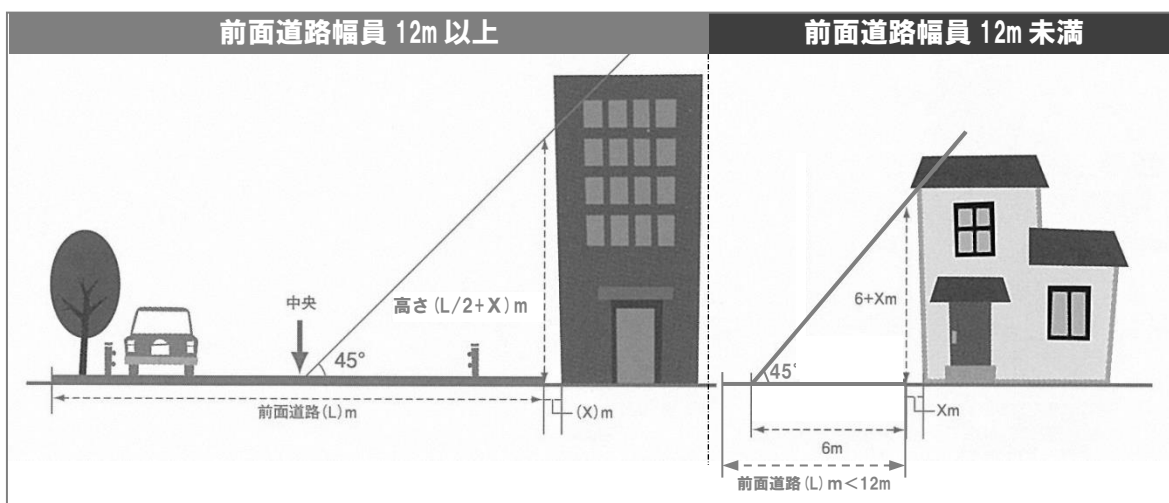 前面道路幅員 12m 以上
前面道路幅員 12m 未満
中央
高さ(L/2+X)m
45°
前面道路(L)m
(X)m
6+Xm
45°
Xm
6m
前面道路(L)m<12m